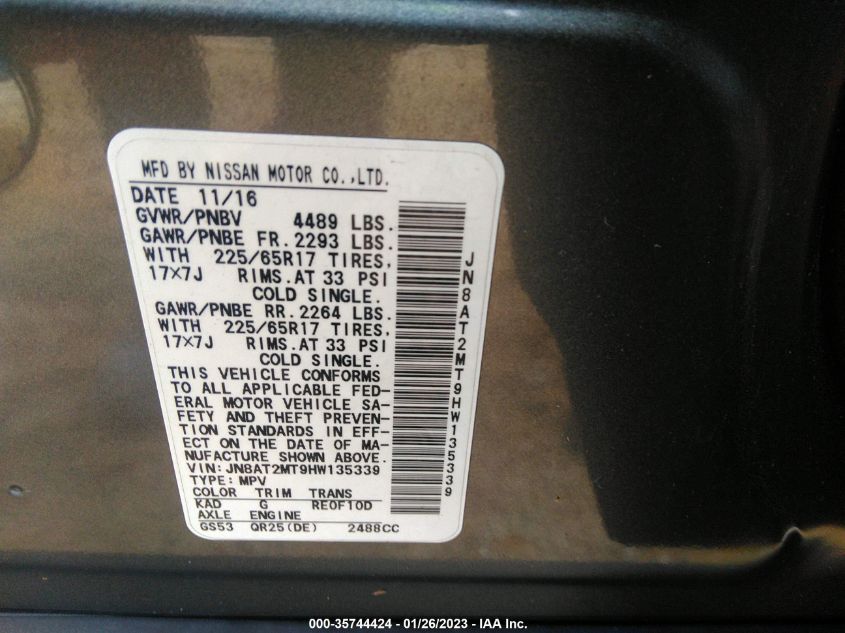 MFD BY NISSAN MOTOR CO.,LTD.
DATE 11/16
GVWR/PNBV 4489 LBS.
GAWR/PNBE FR. 2293 LBS.
WITH 225/65R17 TIRES,
17×7J RIMS. AT 33 PSI
COLD SINGLE.
GAWR/PNBE RR. 2264 LBS.
WITH 225/65R17 TIRES,
17×7J RIMS. AT 33 PSI
COLD SINGLE.
THIS VEHICLE CONFORMS
TO ALL APPLICABLE FED-
ERAL MOTOR VEHICLE SA-
FETY AND THEFT PREVEN-
TION STANDARDS IN EFF-
ECT ON THE DATE OF MA-
NUFACTURE SHOWN ABOVE.
VIN: JN8AT2MT9HW135339
TYPE: MPV
COLOR TRIM TRANS
KAD G RE0F10D
AXLE ENGINE
GS53 QR25(DE) 2488CC
JN8AT2MT9HW135339
000-35744424 - 01/26/2023 - IAA Inc.